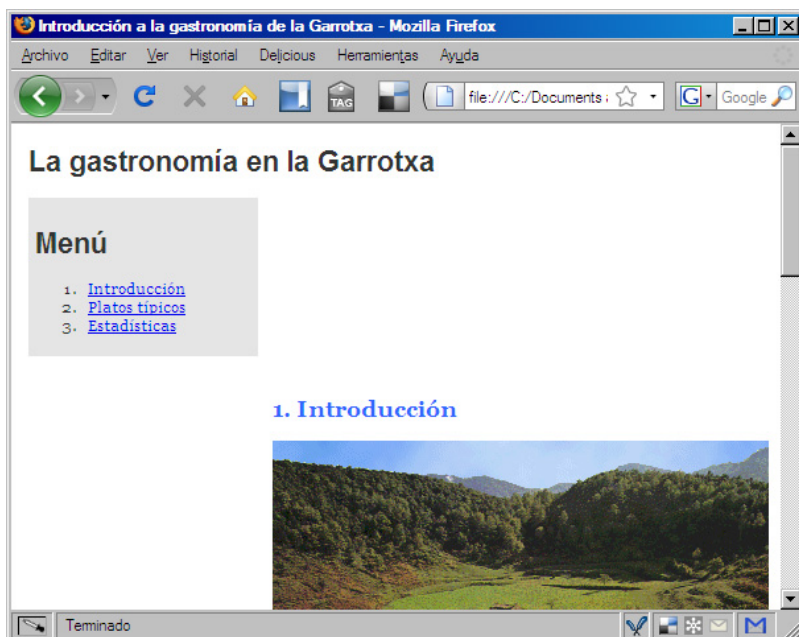 Introducción a la gastronomía de la Garrotxa - Mozilla Firefox
Archivo Editar Ver Historial Delicious Herramientas Ayuda
TAG file:///C:/Documents a G Google
La gastronomía en la Garrotxa
Menú
1. Introducción
2. Platos típicos
3. Estadísticas
1. Introducción
Terminado